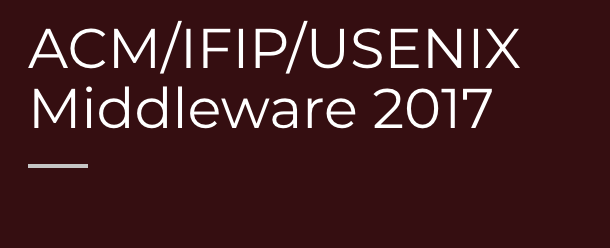 ACM/IFIP/USENIX
Middleware 2017